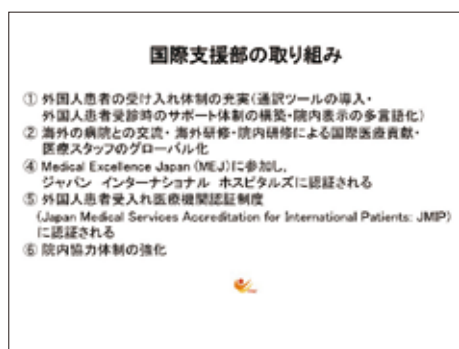 国際支援部の取り組み
① 外国人患者の受け入れ体制の充実(通訳ツールの導入・
外国人患者受診時のサポート体制の構築・院内表示の多言語化)
② 海外の病院との交流・海外研修・院内研修による国際医療貢献・
医療スタッフのグローバル化
④ Medical Excellence Japan (MEJ)に参加し,
ジャパン インターナショナル ホスピタルズに認証される
⑤ 外国人患者受入れ医療機関認証制度
(Japan Medical Services Accreditation for International Patients: JMIP)
に認証される
⑥ 院内協力体制の強化